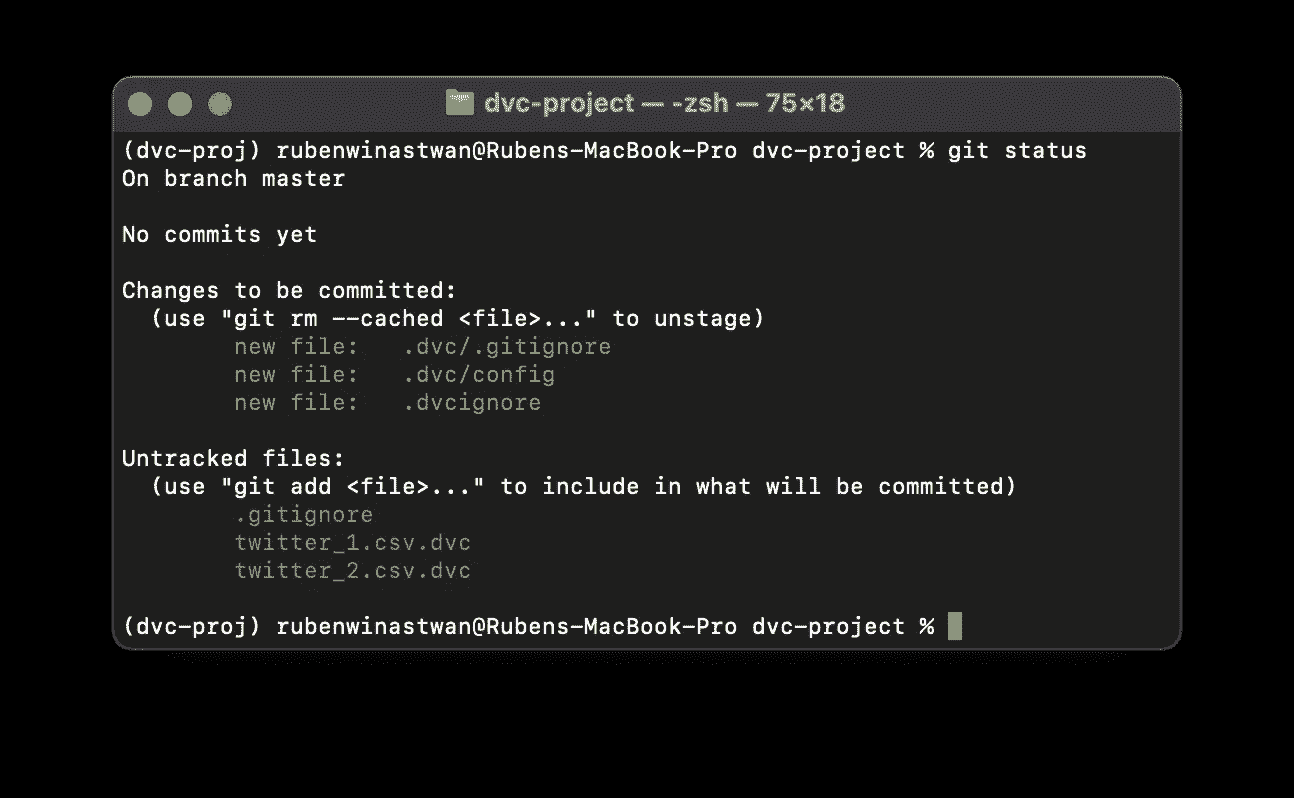 dvc-project — -zsh — 75×18
(dvc-proj) rubenwinastwan@Rubens-MacBook-Pro dvc-project % git status
On branch master
No commits yet
Changes to be committed:
  (use "git rm --cached <file>..." to unstage)
        new file:   .dvc/.gitignore
        new file:   .dvc/config
        new file:   .dvcignore
Untracked files:
  (use "git add <file>..." to include in what will be committed)
        .gitignore
        twitter_1.csv.dvc
        twitter_2.csv.dvc
(dvc-proj) rubenwinastwan@Rubens-MacBook-Pro dvc-project %